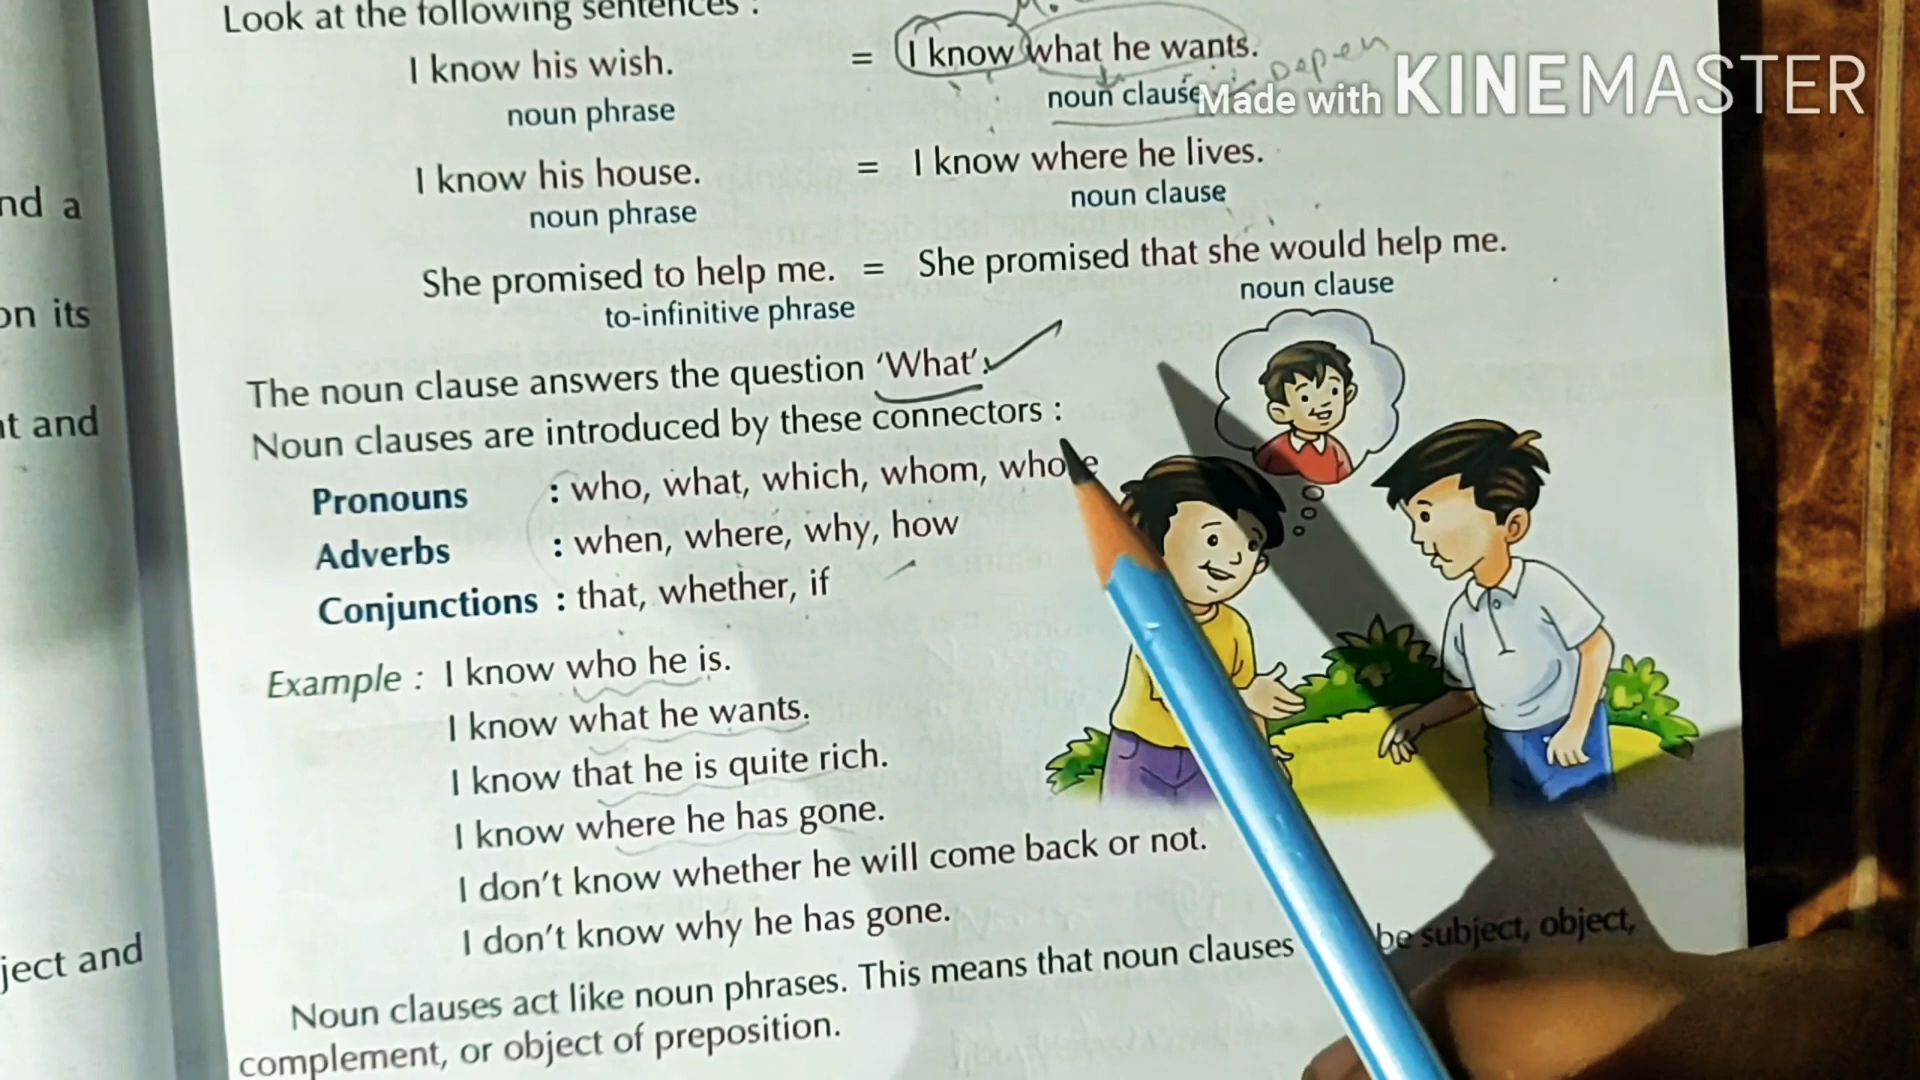 Look at the following sentences :
I know his wish. = I know what he wants.
noun phrase noun clause
Depen
Made with KINEMASTER
I know his house. = I know where he lives.
noun phrase noun clause
She promised to help me. = She promised that she would help me.
to-infinitive phrase noun clause
The noun clause answers the question ‘What’.
Noun clauses are introduced by these connectors :
Pronouns : who, what, which, whom,
Adverbs : when, where, why, how
Conjunctions : that, whether, if
Example : I know who he is.
I know what he wants.
I know that he is quite rich.
I know where he has gone.
I don't know whether he will come back or not.
I don't know why he has gone.
Noun clauses act like noun phrases. This means that noun clauses be subject, object,
complement, or object of preposition.
nd a
on its
nt and
ject and